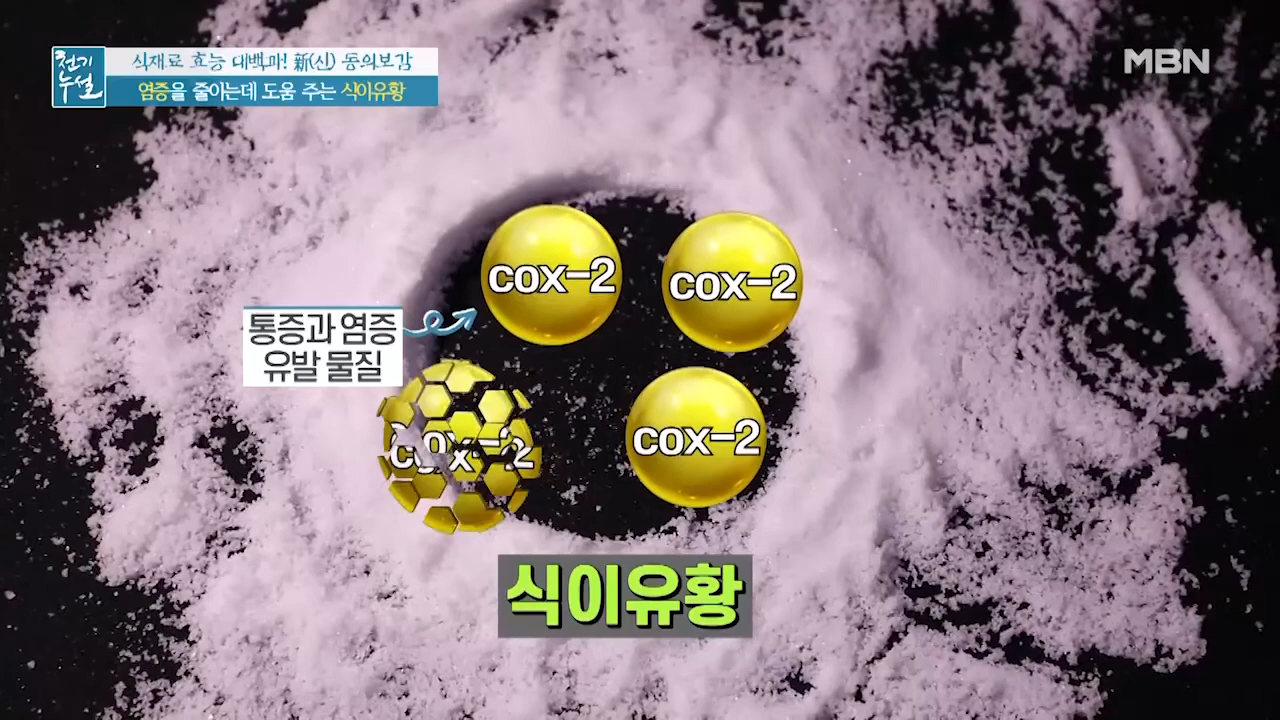 천기누설
식재료 효능 대백과! 新(신) 동의보감
염증을 줄이는데 도움 주는 식이유황
MBN
cox-2
cox-2
통증과 염증
유발 물질
cox-2
cox-2
식이유황